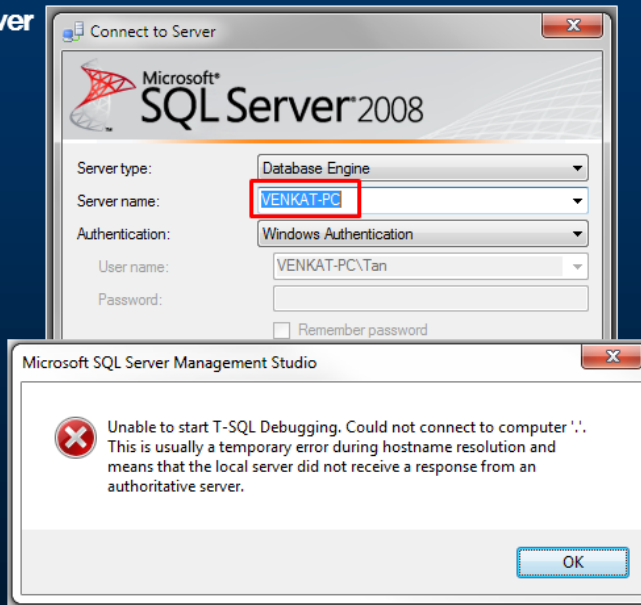 ver
Connect to Server
Microsoft®
SQL Server® 2008
Server type: Database Engine
Server name: VENKAT-PC
Authentication: Windows Authentication
User name: VENKAT-PC\Tan
Password:
Remember password
Microsoft SQL Server Management Studio
Unable to start T-SQL Debugging. Could not connect to computer '.'.
This is usually a temporary error during hostname resolution and
means that the local server did not receive a response from an
authoritative server.
OK